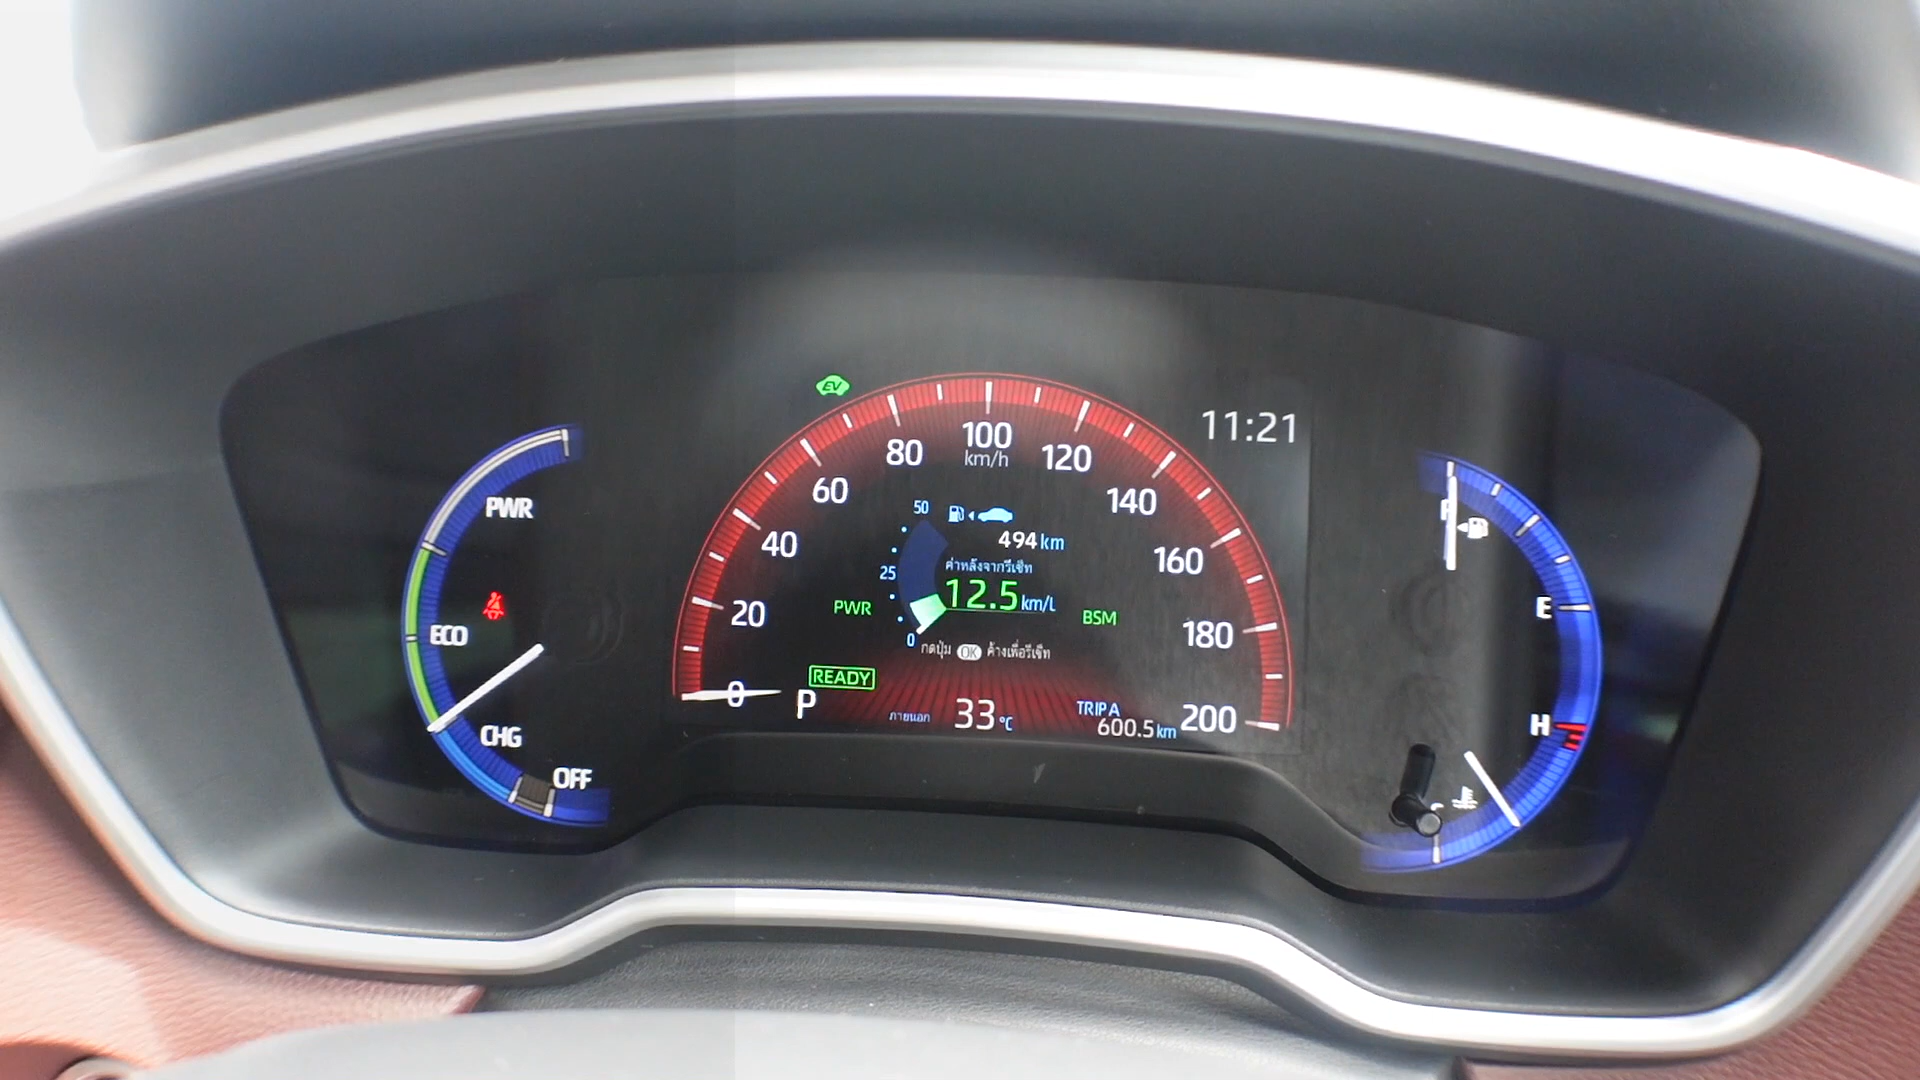 EV
11:21
100
km/h
80
120
60
140
40
160
20
180
0
200
50
25
0
494 km
ค่าหลังจากรีเซ็ท
12.5 km/L
กดปุ่ม OK ค้างเพื่อรีเซ็ท
PWR
BSM
READY
P
ภายนอก 33 °C
TRIP A
600.5 km
PWR
ECO
CHG
OFF
F
E
H